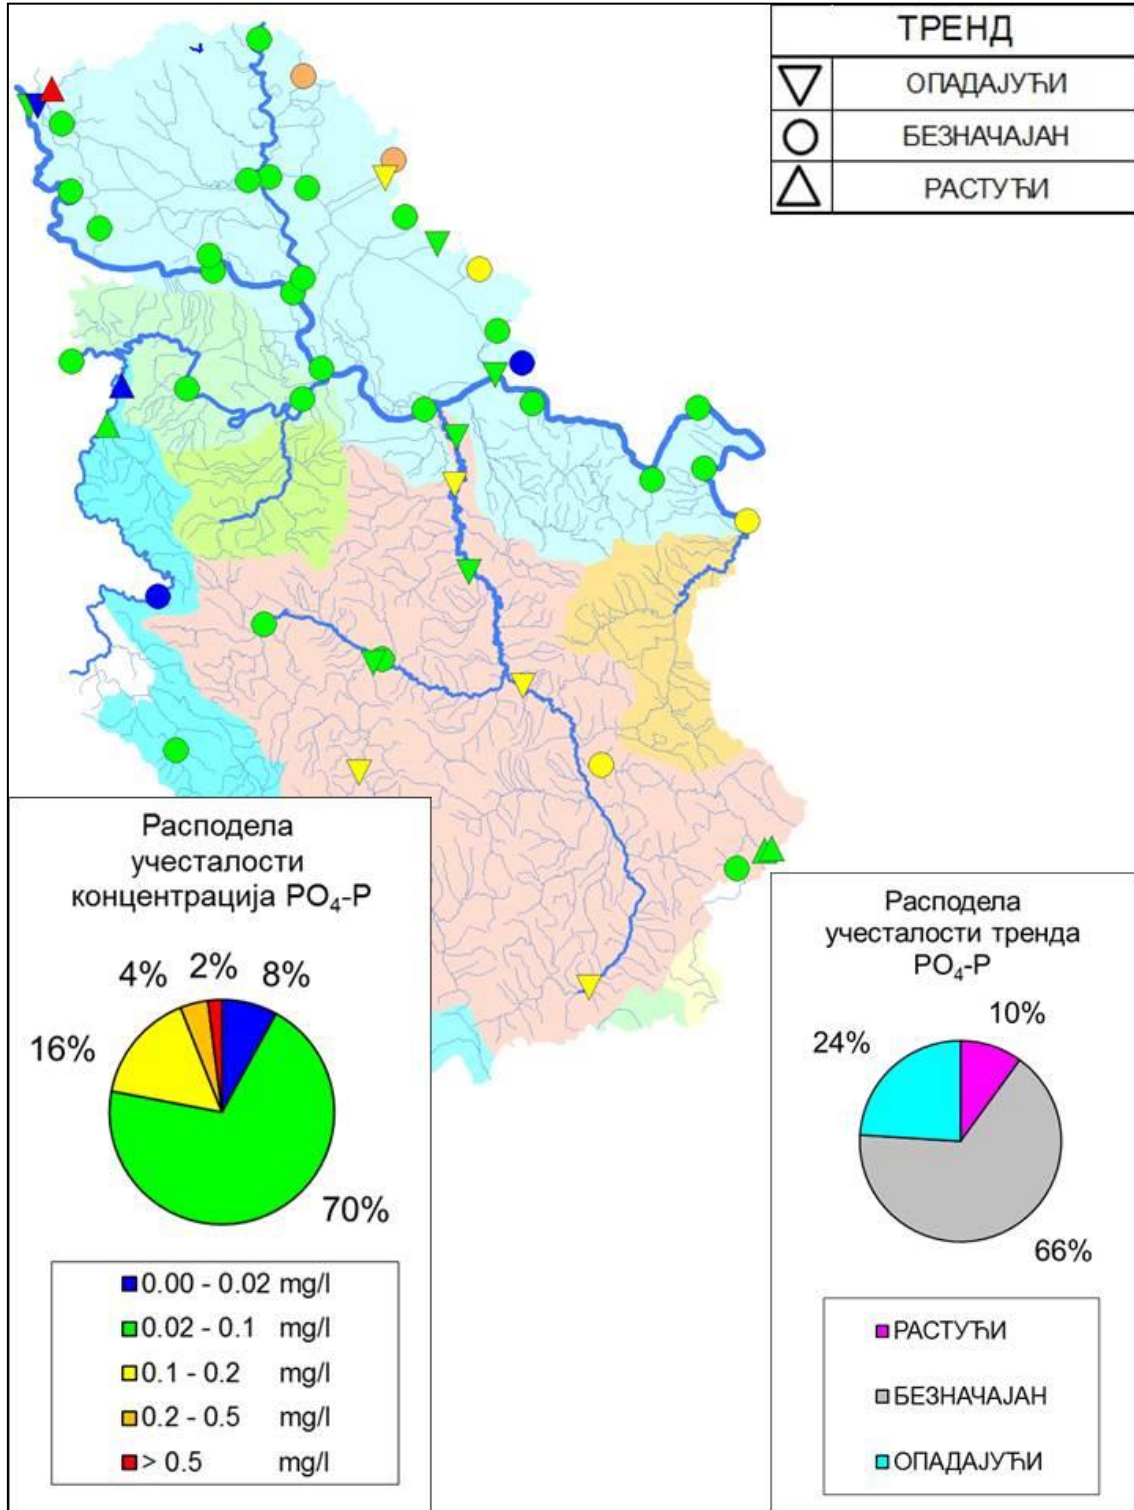 ТРЕНД
ОПАДАЈУЋИ
БЕЗНАЧАЈАН
РАСТУЋИ
Расподела
учесталости
концентрација PO₄-P
4%
2%
8%
16%
70%
0.00 - 0.02 mg/l
0.02 - 0.1 mg/l
0.1 - 0.2 mg/l
0.2 - 0.5 mg/l
> 0.5 mg/l
Расподела
учесталости тренда
PO₄-P
10%
24%
66%
РАСТУЋИ
БЕЗНАЧАЈАН
ОПАДАЈУЋИ